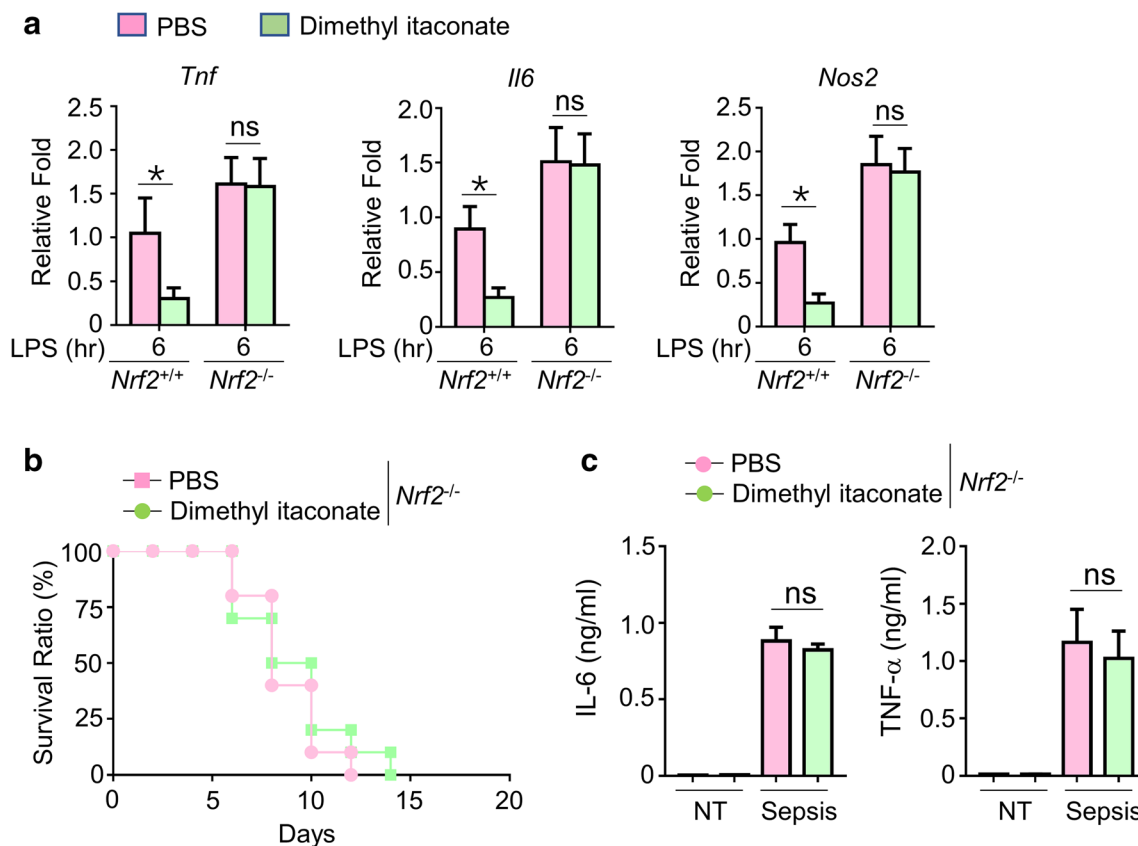 a
PBS
Dimethyl itaconate
Tnf
Il6
Nos2
Relative Fold
2.5
2.0
1.5
1.0
0.5
0
*
ns
LPS (hr)
6
6
Nrf2+/+
Nrf2-/-
Relative Fold
2.0
1.5
1.0
0.5
0
*
ns
LPS (hr)
6
6
Nrf2+/+
Nrf2-/-
Relative Fold
2.5
2.0
1.5
1.0
0.5
0
*
ns
LPS (hr)
6
6
Nrf2+/+
Nrf2-/-
b
PBS
Dimethyl itaconate
Nrf2-/-
Survival Ratio (%)
100
75
50
25
0
0
5
10
15
20
Days
c
PBS
Dimethyl itaconate
Nrf2-/-
IL-6 (ng/ml)
1.5
1.0
0.5
0
ns
NT
Sepsis
TNF-α (ng/ml)
2.0
1.5
1.0
0.5
0
ns
NT
Sepsis